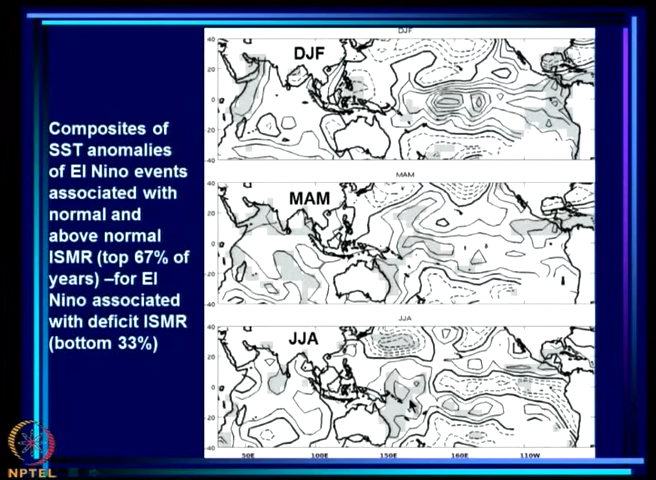 Composites of
SST anomalies
of El Nino events
associated with
normal and
above normal
ISMR (top 67% of
years) –for El
Nino associated
with deficit ISMR
(bottom 33%)
DJF
DJF
40
20
0
-20
-40
MAM
MAM
40
20
0
-20
-40
JJA
JJA
40
20
0
-20
-40
50E 100E 150E 160E 110W
NPTEL